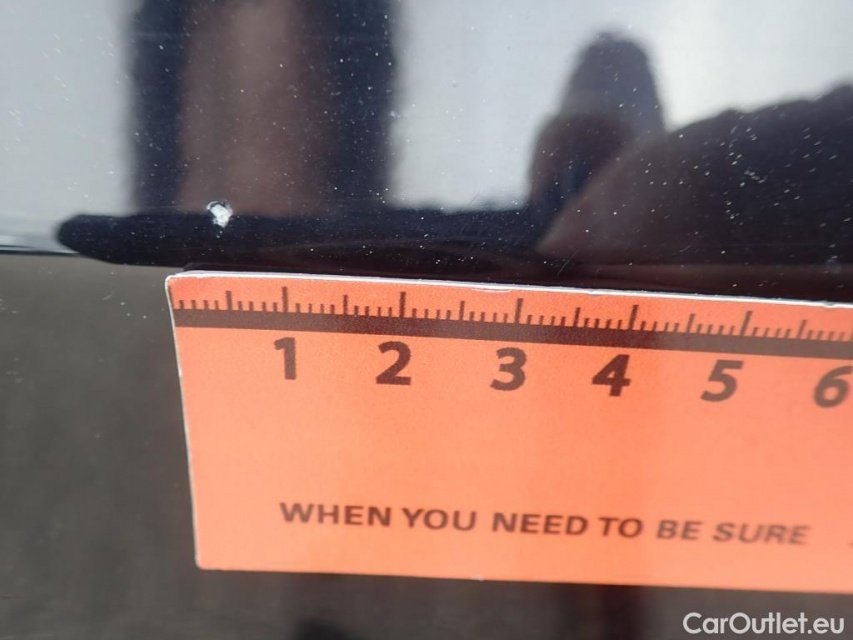 1 2 3 4 5 6
WHEN YOU NEED TO BE SURE
CarOutlet.eu